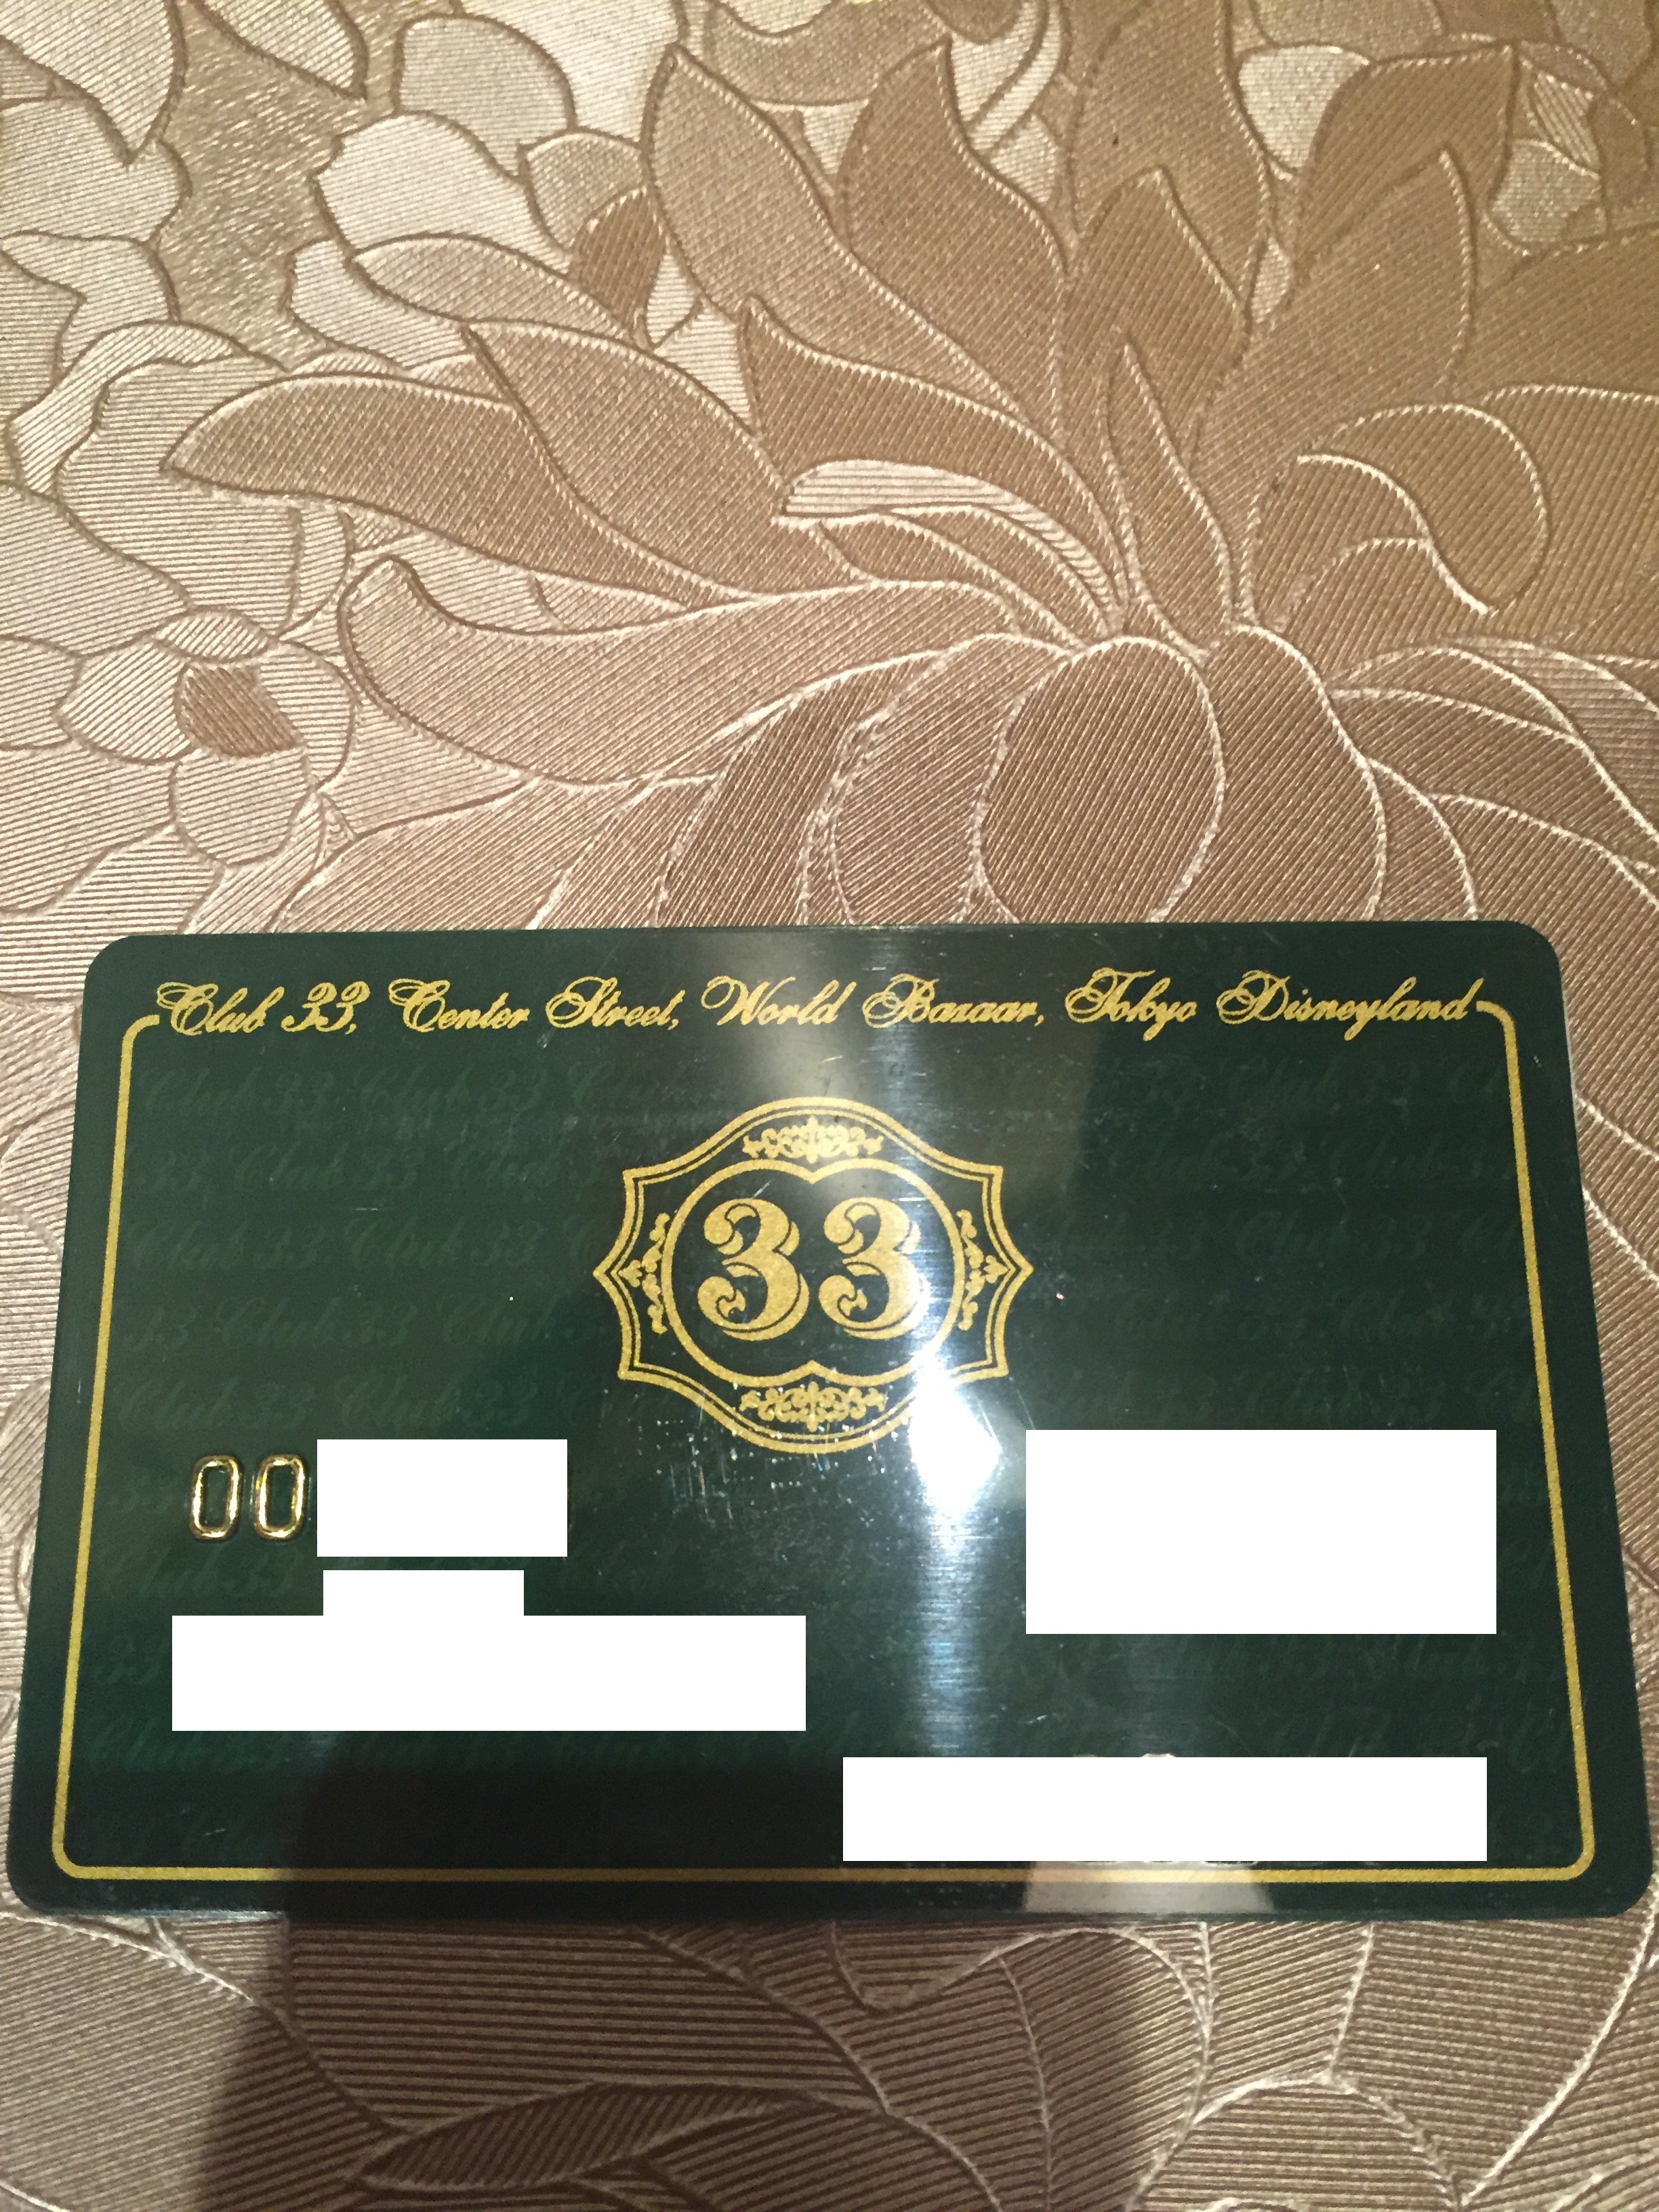 Club 33, Center Street, World Bazaar, Tokyo Disneyland
33
00